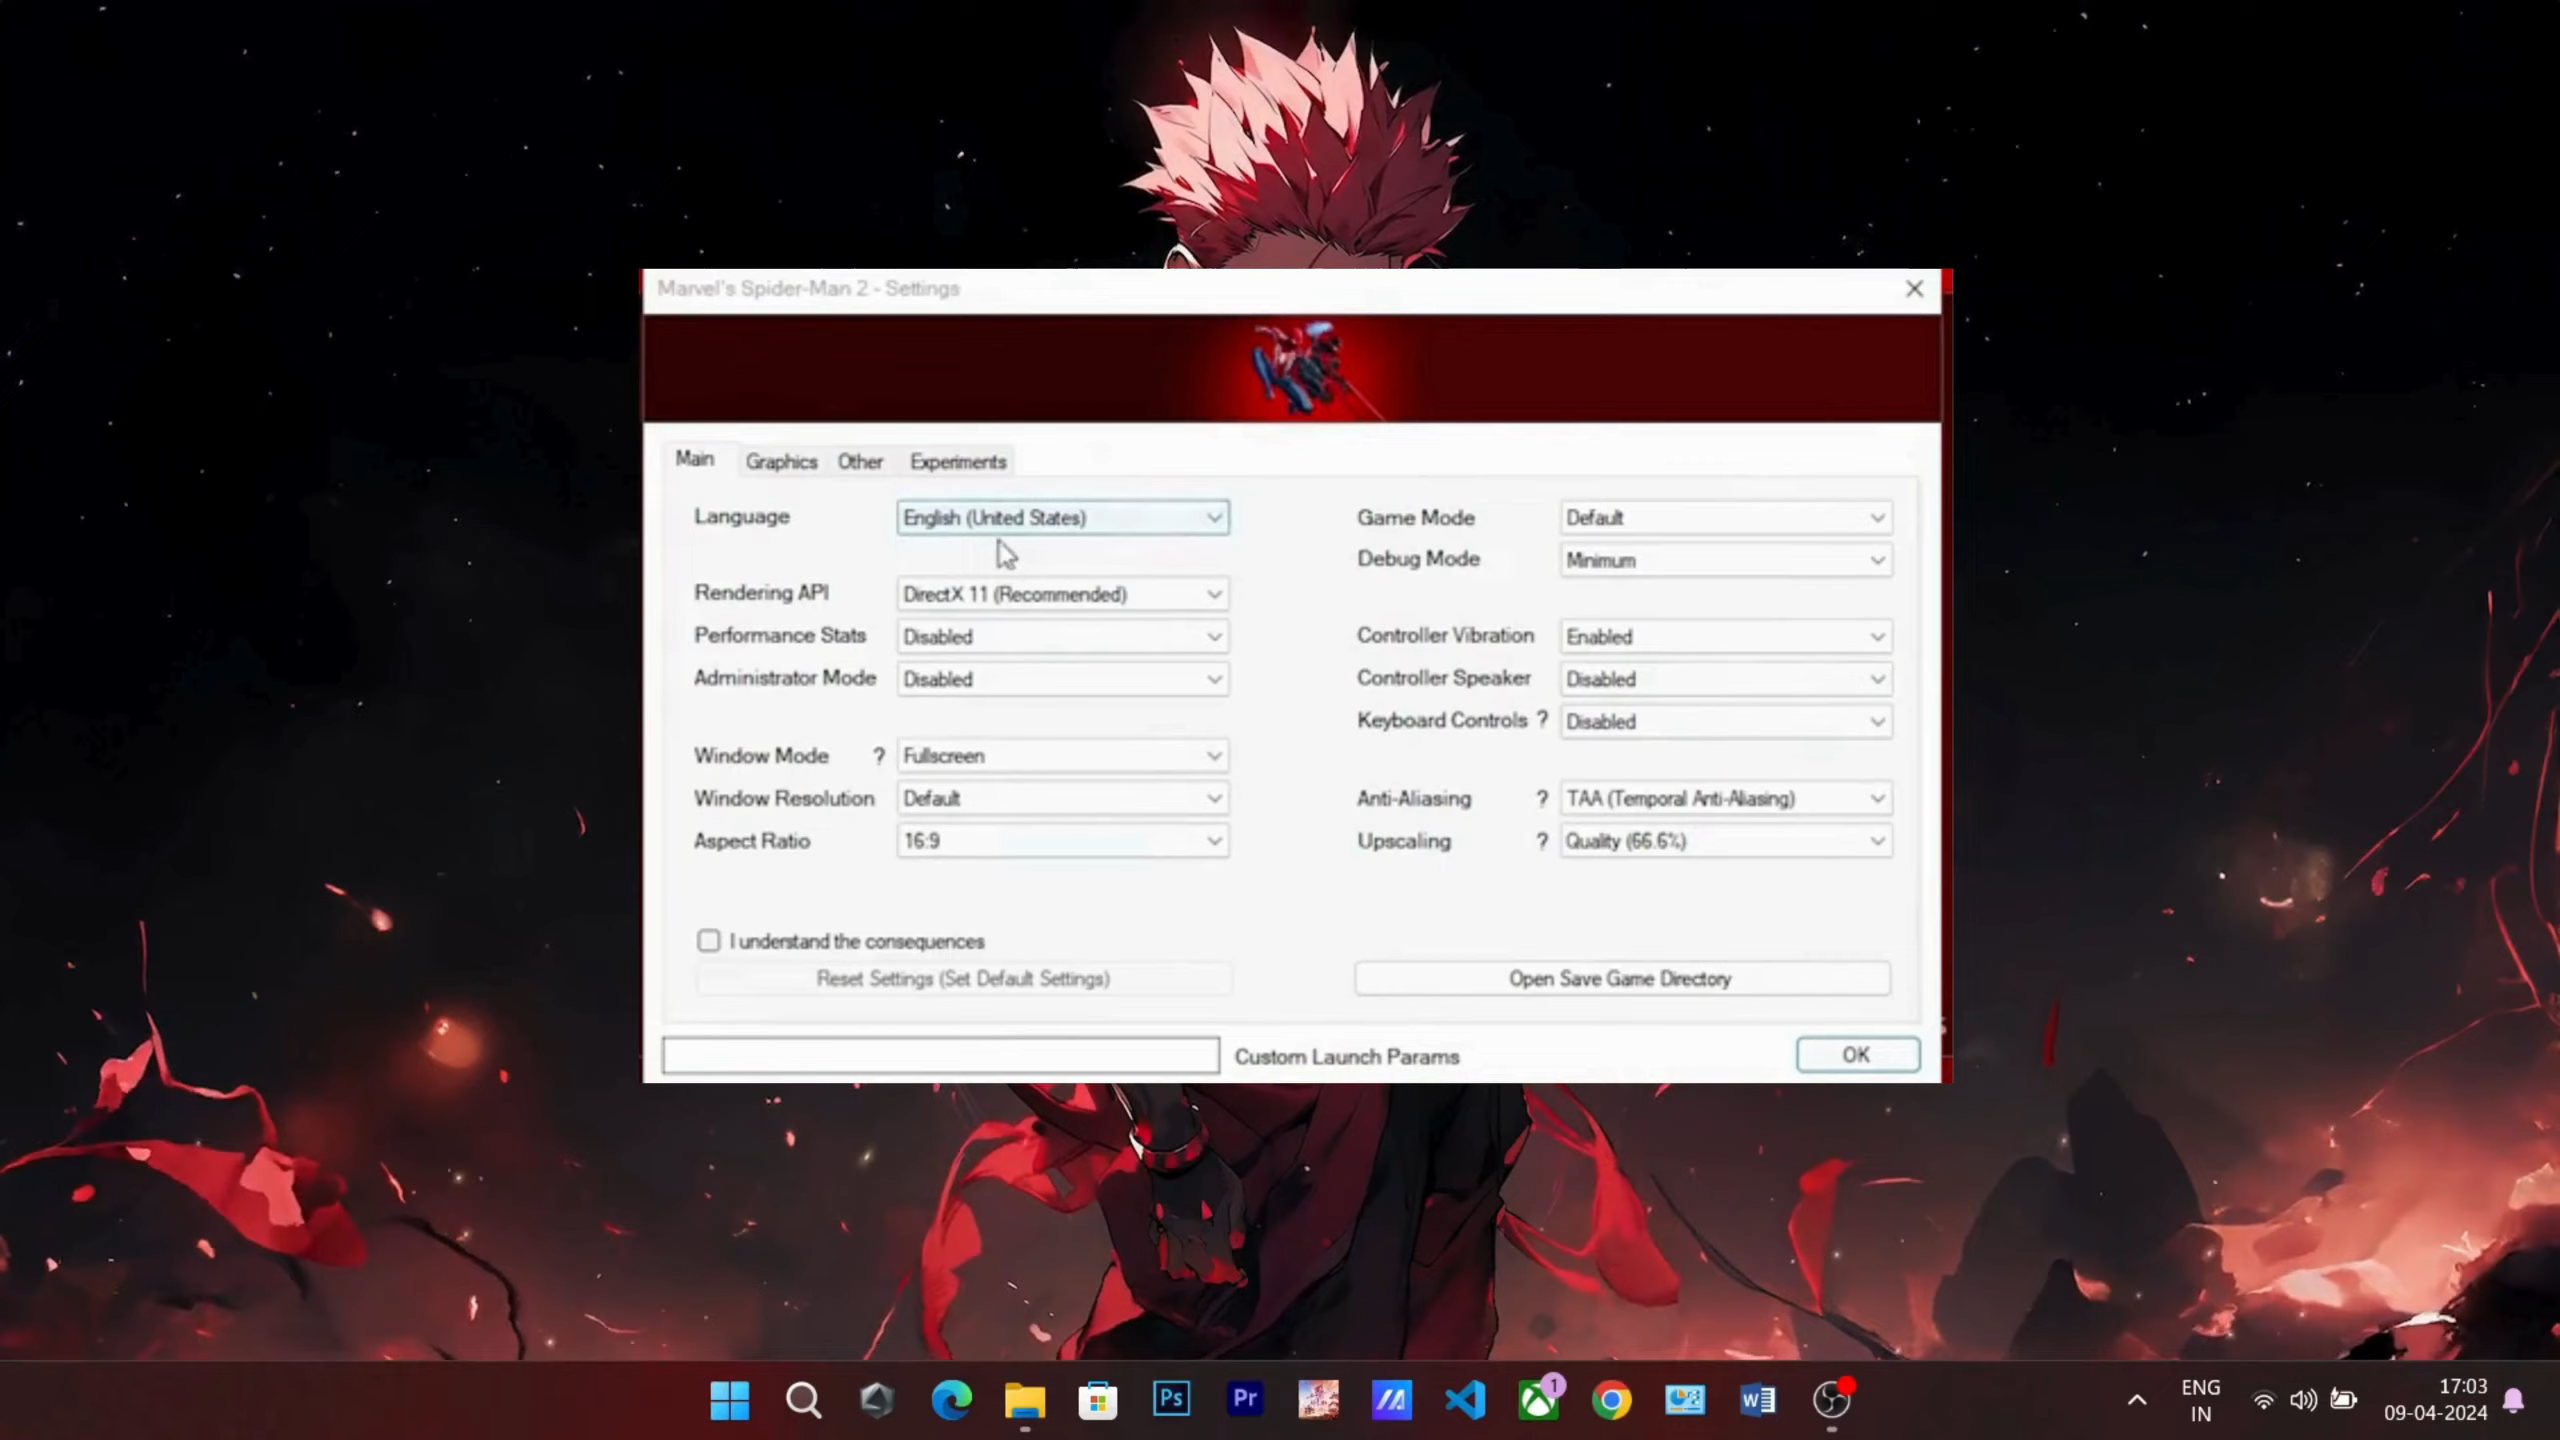 Marvel's Spider-Man 2 - Settings
Main Graphics Other Experiments
Language English (United States)
Rendering API DirectX 11 (Recommended)
Performance Stats Disabled
Administrator Mode Disabled
Window Mode ? Fullscreen
Window Resolution Default
Aspect Ratio 16:9
Game Mode Default
Debug Mode Minimum
Controller Vibration Enabled
Controller Speaker Disabled
Keyboard Controls ? Disabled
Anti-Aliasing ? TAA (Temporal Anti-Aliasing)
Upscaling ? Quality (66.6%)
I understand the consequences
Reset Settings (Set Default Settings)
Open Save Game Directory
Custom Launch Params
OK
Ps
Pr
1
W
ENG
IN
17:03
09-04-2024